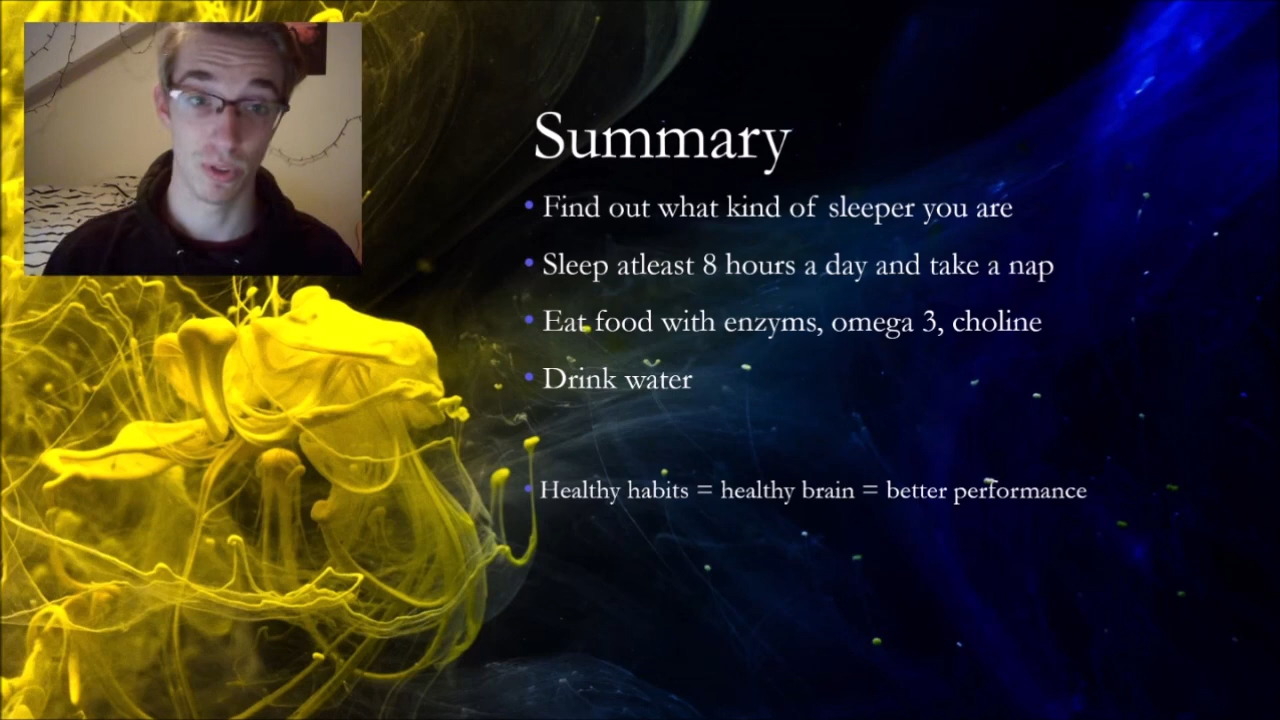 Summary
• Find out what kind of sleeper you are
• Sleep atleast 8 hours a day and take a nap
• Eat food with enzymes, omega 3, choline
• Drink water
• Healthy habits = healthy brain = better performance